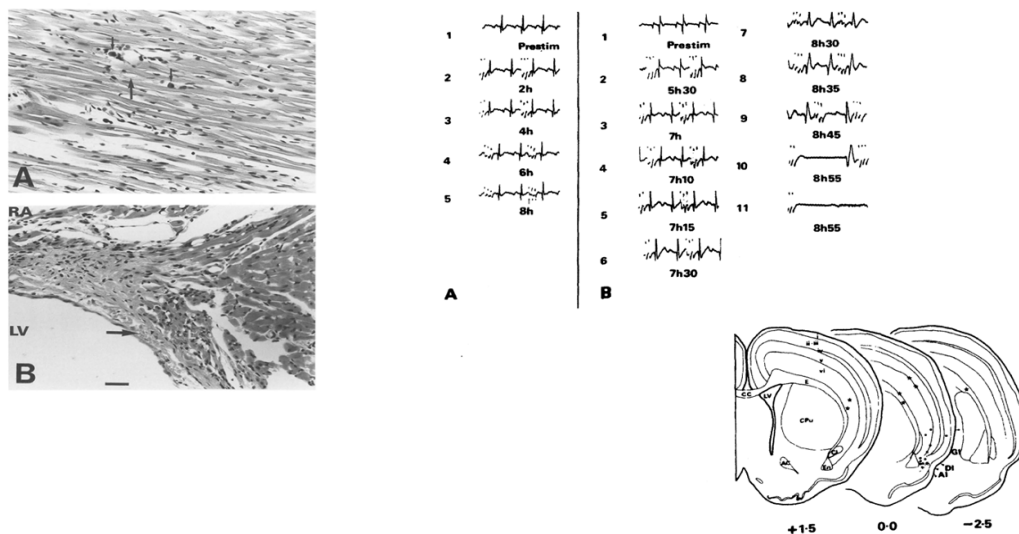 A
RA
LV
B
1
Prestim
2
2h
3
4h
4
6h
5
8h
A
1
Prestim
2
5h30
3
7h
4
7h10
5
7h15
6
7h30
B
7
8h30
8
8h35
9
8h45
10
8h55
11
8h55
CC
LV
CPu
AC
vi
E
GI
DI
AI
+1·5
0·0
−2·5